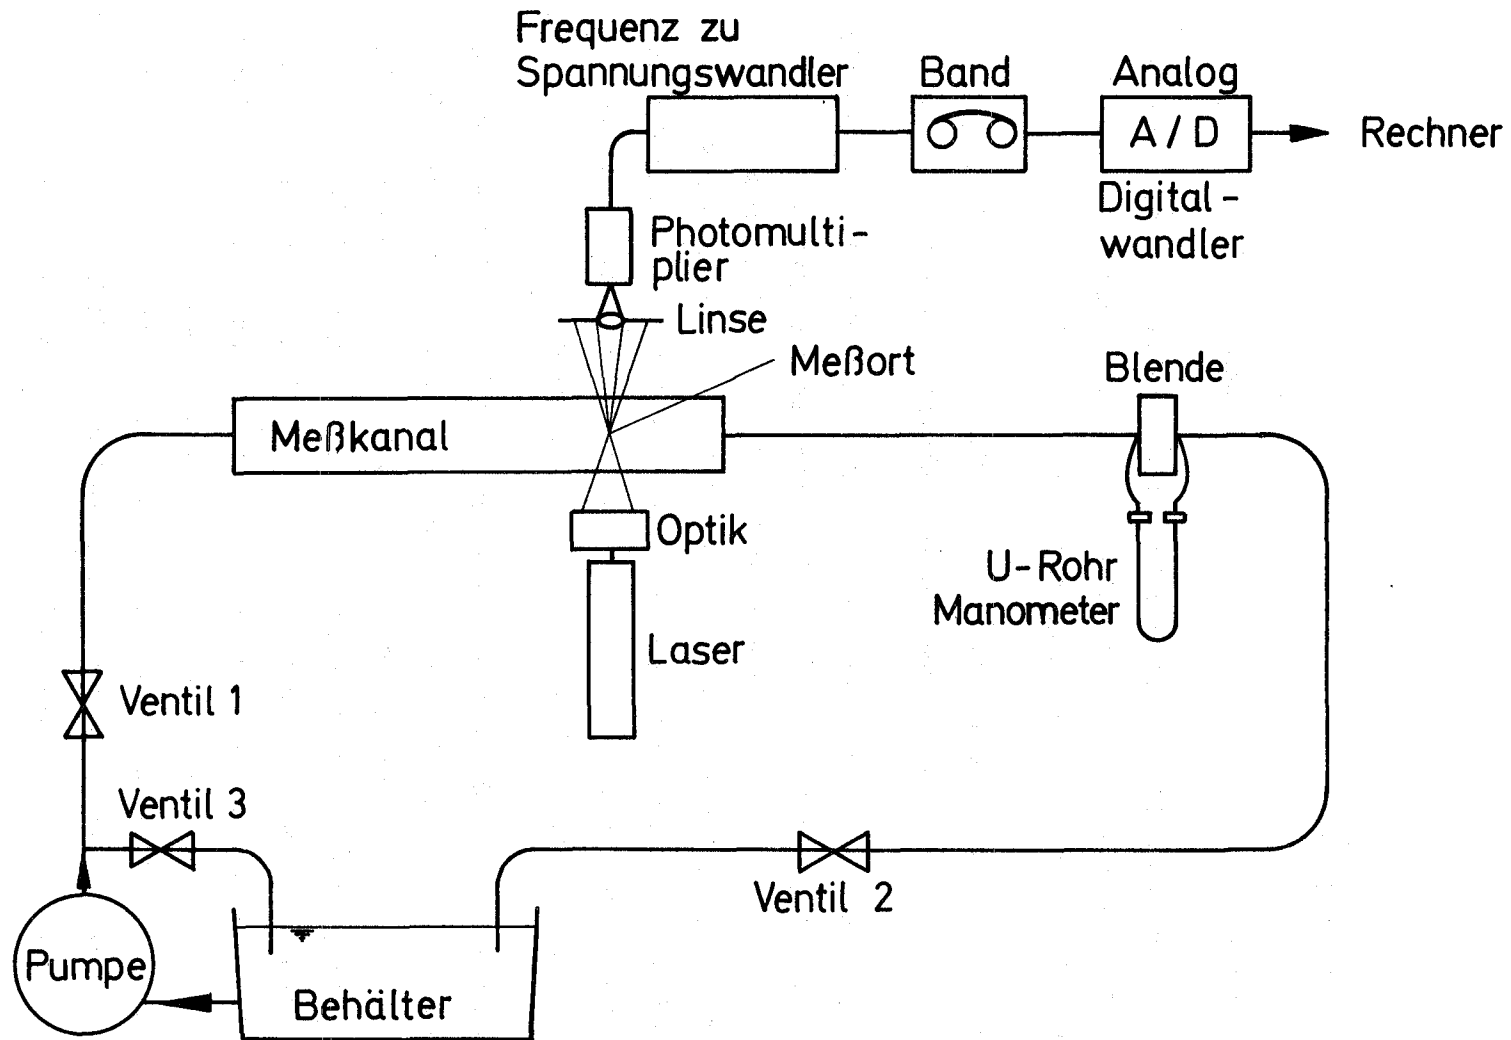 Frequenz zu
Spannungswandler
Band
Analog
A / D
Rechner
Digital-
wandler
Photomulti-
plier
Linse
Meßort
Blende
Meßkanal
Optik
U-Rohr
Manometer
Laser
Ventil 1
Ventil 3
Ventil 2
Pumpe
Behälter